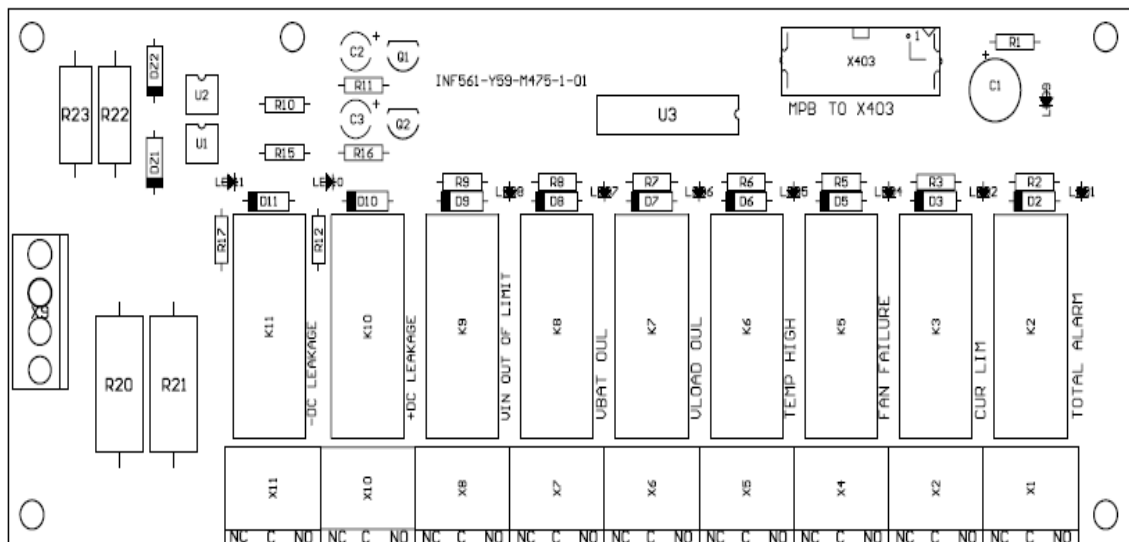 C2
+
Q1
1
X403
R1
DZ2
U2
R23
R22
R11
INF561-Y59-M475-1-01
+
C1
R10
+
C3
Q2
U3
MPB TO X403
U1
DZ1
R15
R16
R9
R8
R7
R6
R5
R3
R2
D11
D10
D9
D8
D7
D6
D5
D3
D2
R17
R12
K11
-DC LEAKAGE
K10
+DC LEAKAGE
K9
VIN OUT OF LIMIT
K8
VBAT OUL
K7
VLOAD OUL
K6
TEMP HIGH
K5
FAN FAILURE
K3
CUR LIM
K2
TOTAL ALARM
R20
R21
X11
X10
X8
X7
X6
X5
X4
X2
X1
NC C NO NC C NO NC C NO NC C NO NC C NO NC C NO NC C NO NC C NO NC C NO